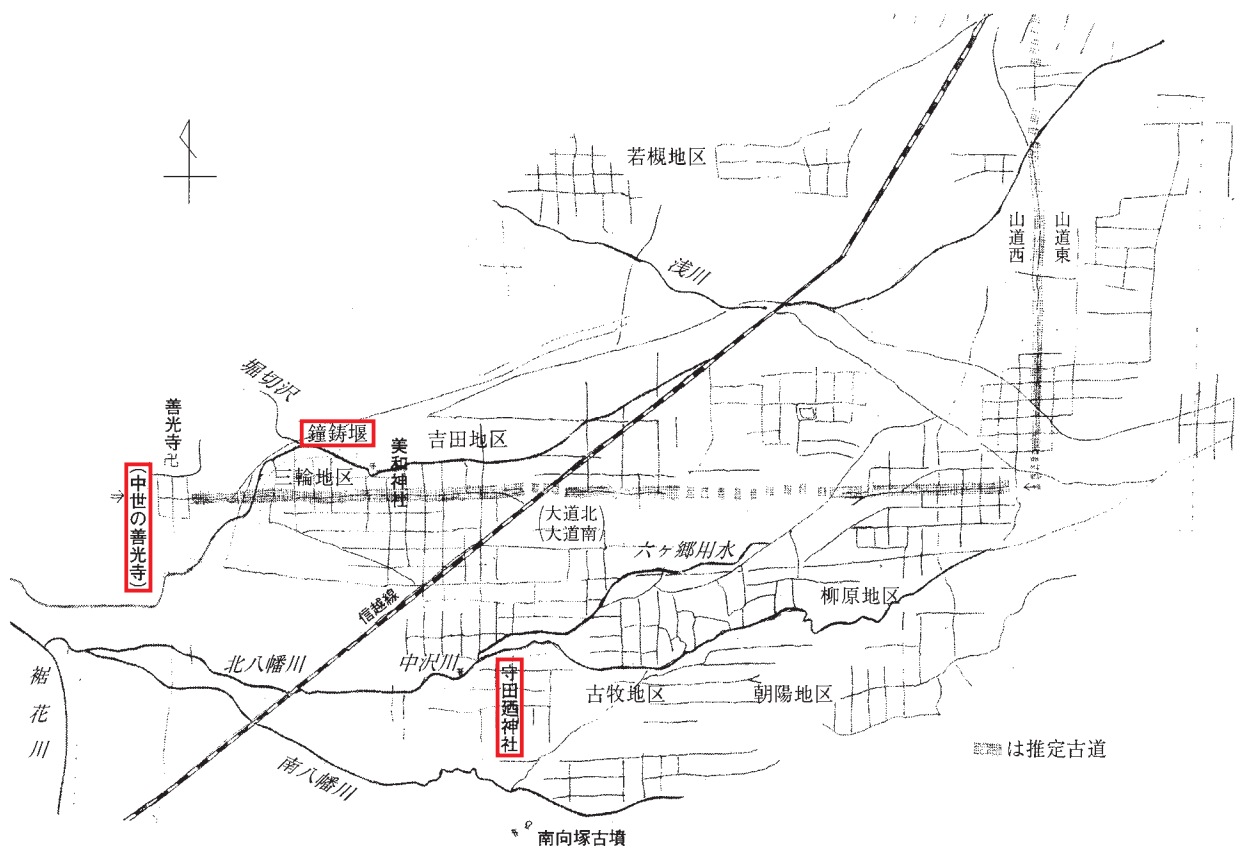 若槻地区
山道西
山道東
浅川
堀切沢
善光寺
卍
鐘鋳堰
美和神社
吉田地区
三輪地区
(中世の善光寺)
(大道北
大道南)
六ヶ郷用水
柳原地区
信越線
北八幡川
中沢川
守田廼神社
古牧地区
朝陽地区
裾花川
南八幡川
は推定古道
南向塚古墳